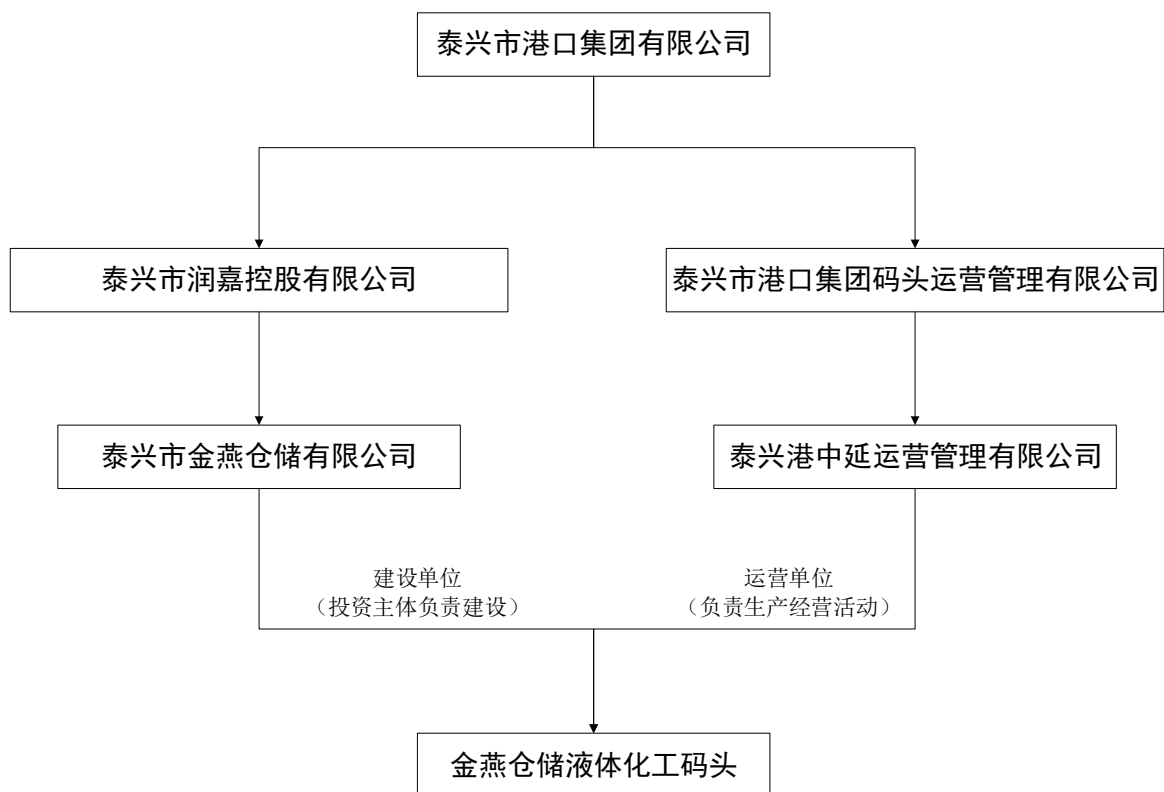 泰兴市港口集团有限公司
泰兴市润嘉控股有限公司
泰兴市港口集团码头运营管理有限公司
泰兴市金燕仓储有限公司
泰兴港中延运营管理有限公司
建设单位
（投资主体负责建设）
运营单位
（负责生产经营活动）
金燕仓储液体化工码头